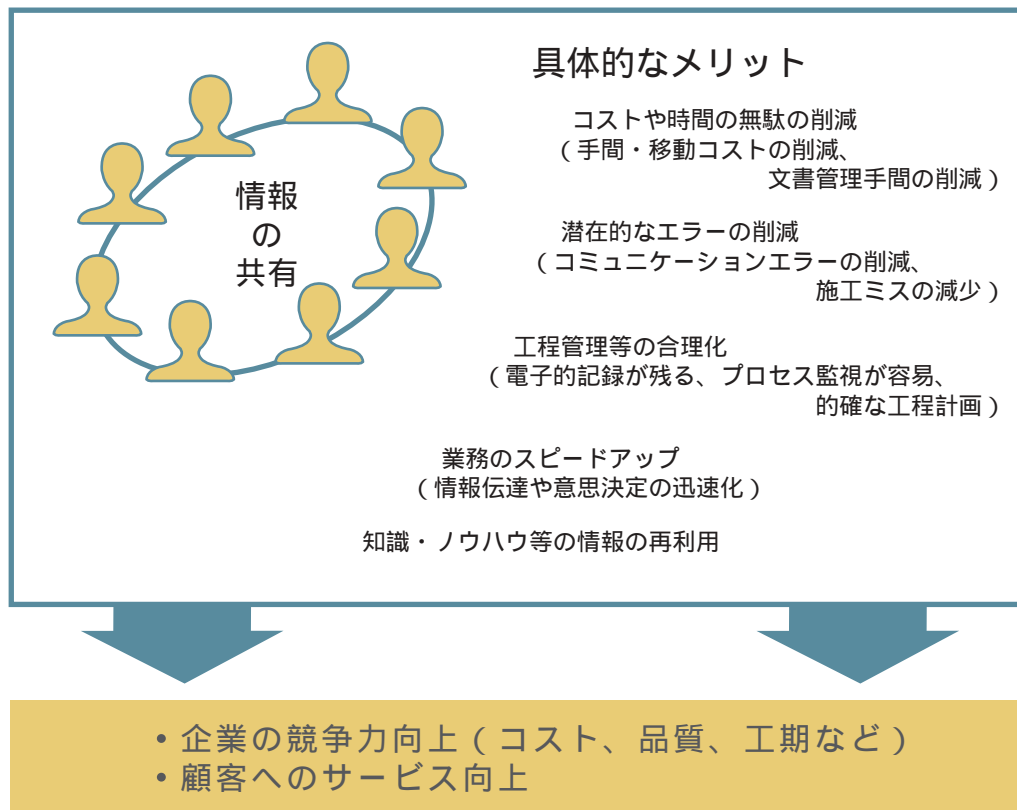 情報
の
共有
具体的なメリット
コストや時間の無駄の削減
（手間・移動コストの削減、
文書管理手間の削減）
潜在的なエラーの削減
（コミュニケーションエラーの削減、
施工ミスの減少）
工程管理等の合理化
（電子的記録が残る、プロセス監視が容易、
的確な工程計画）
業務のスピードアップ
（情報伝達や意思決定の迅速化）
知識・ノウハウ等の情報の再利用
・企業の競争力向上（コスト、品質、工期など）
・顧客へのサービス向上